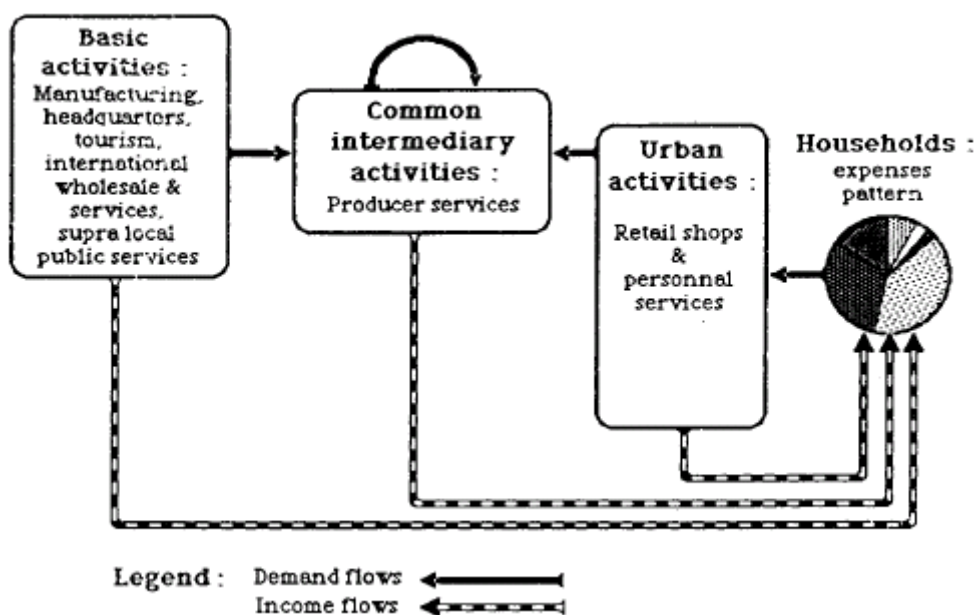 Basic
activities :
Manufacturing,
headquarters,
tourism,
international
wholesale &
services,
supra local
public services
Common
intermediary
activities :
Producer services
Urban
activities :
Retail shops
&
personnal
services
Households :
expenses
pattern
Legend : Demand flows
Income flows